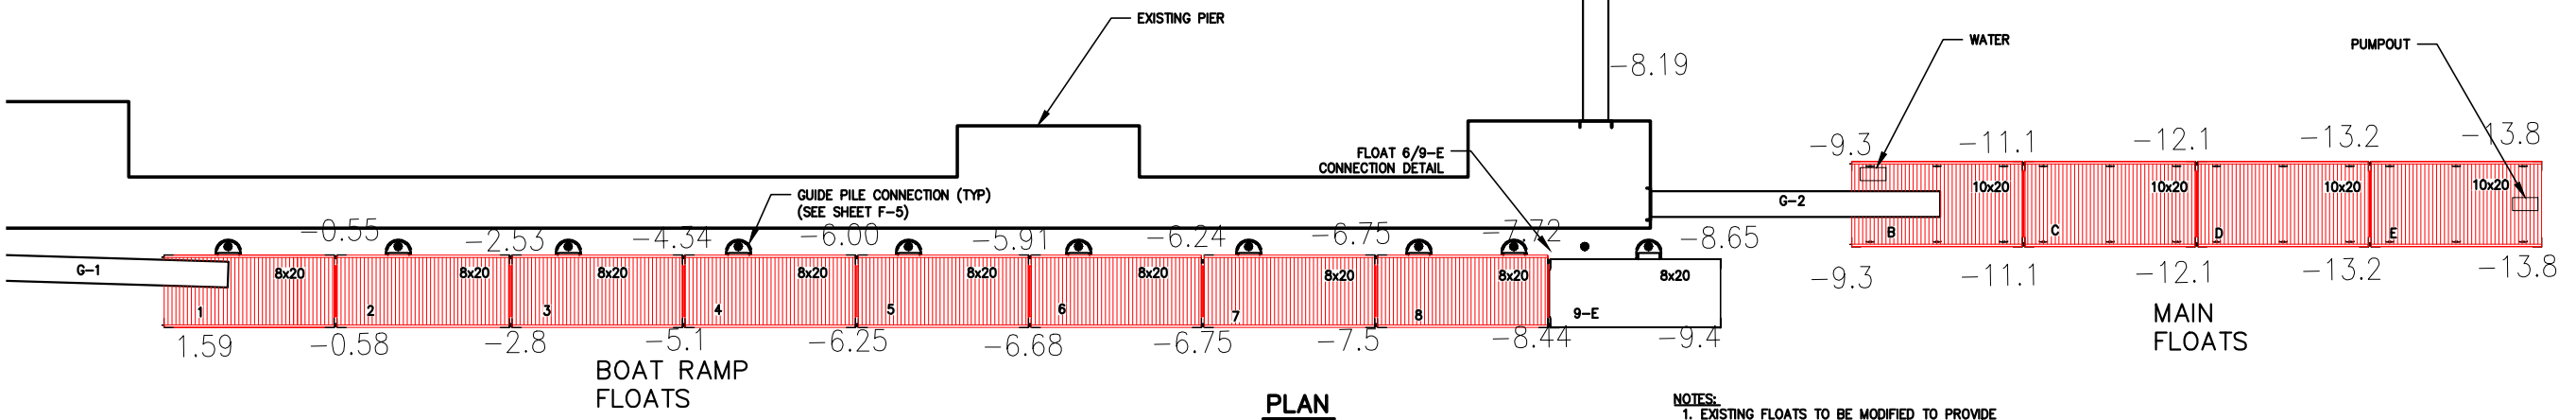 EXISTING PIER
-8.19
WATER
PUMPOUT
-9.3
-11.1
-12.1
-13.2
-13.8
FLOAT 6/9-E
CONNECTION DETAIL
10x20
10x20
10x20
10x20
GUIDE PILE CONNECTION (TYP)
(SEE SHEET F-5)
G-2
B
C
D
E
-0.55
-2.53
-4.34
-6.00
-5.91
-6.24
-6.75
-7.72
-8.65
G-1
8x20
8x20
8x20
8x20
8x20
8x20
8x20
8x20
8x20
-9.3
-11.1
-12.1
-13.2
-13.8
1
2
3
4
5
6
7
8
9-E
1.59
-0.58
-2.8
-5.1
-6.25
-6.68
-6.75
-7.5
-8.44
-9.4
MAIN
FLOATS
BOAT RAMP
FLOATS
PLAN
NOTES:
1. EXISTING FLOATS TO BE MODIFIED TO PROVIDE